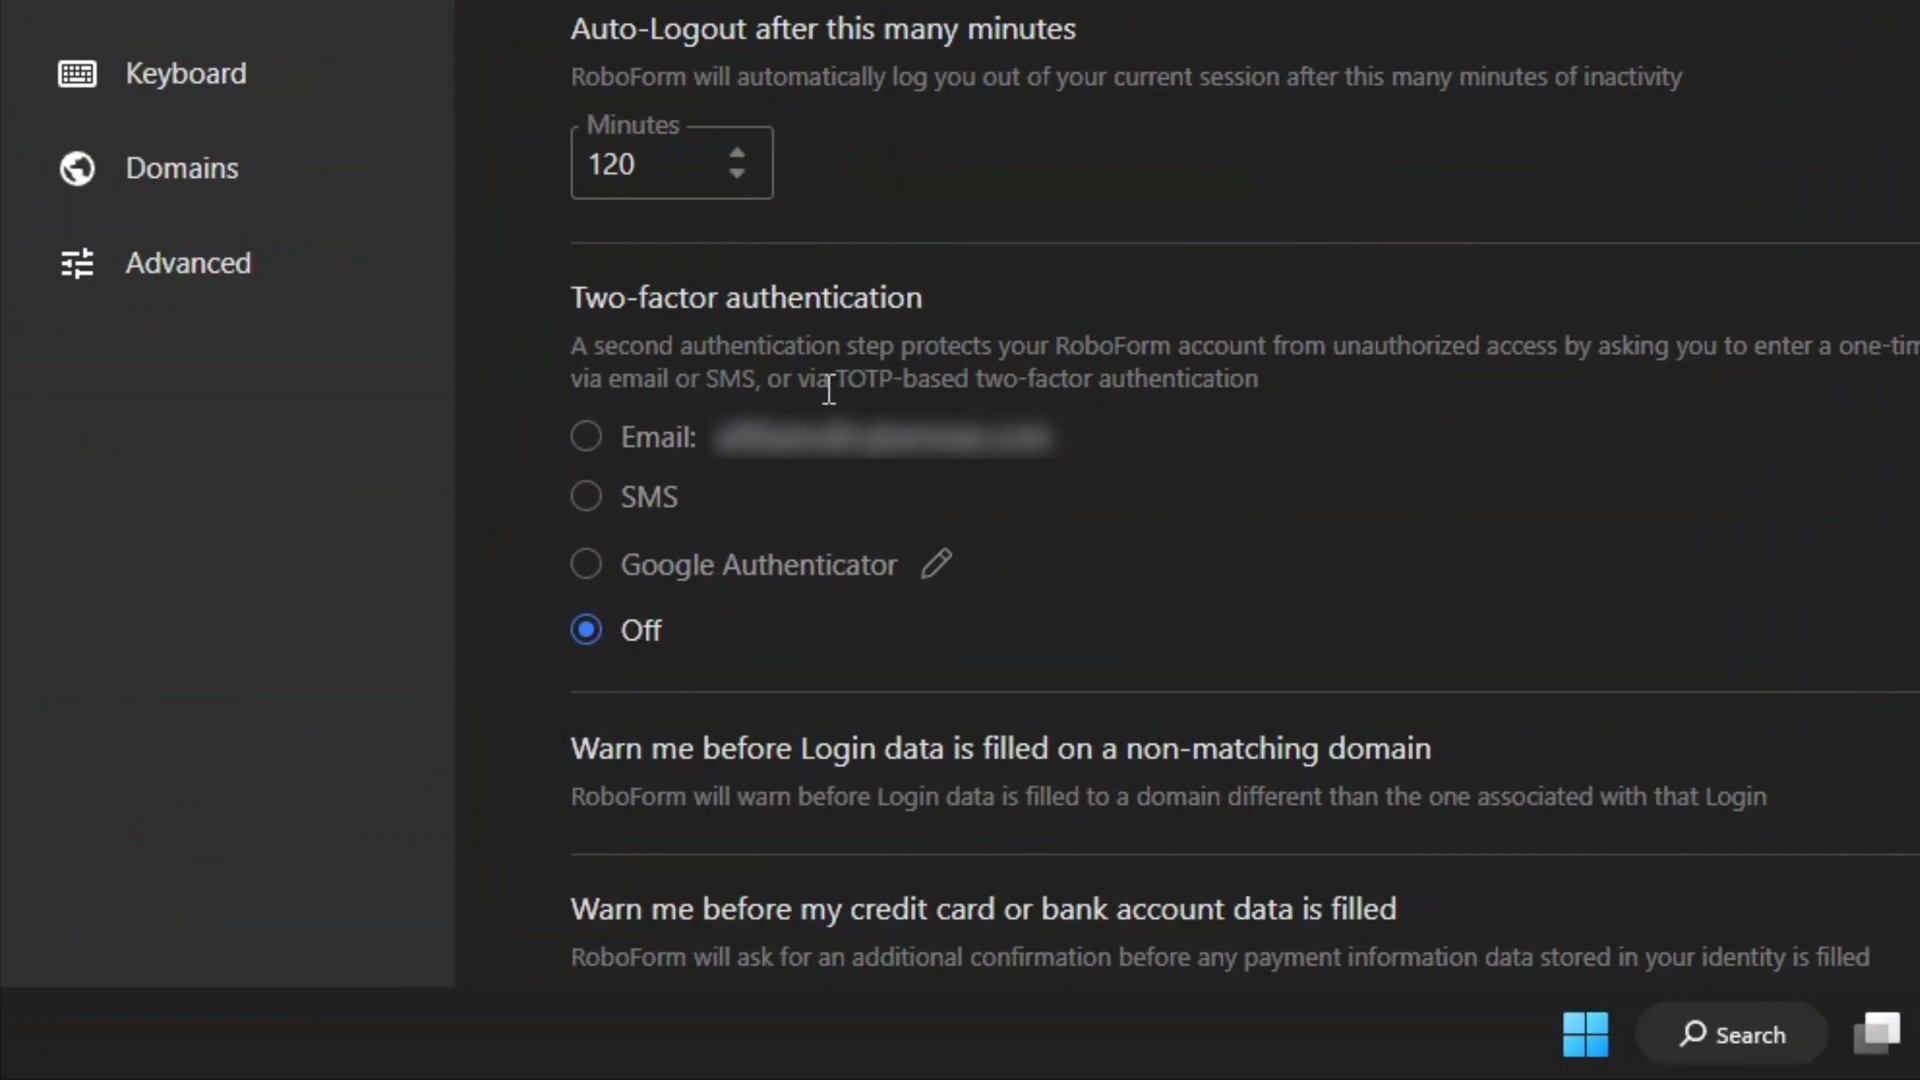 Keyboard
Domains
Advanced
Auto-Logout after this many minutes
RoboForm will automatically log you out of your current session after this many minutes of inactivity
Minutes
120
Two-factor authentication
A second authentication step protects your RoboForm account from unauthorized access by asking you to enter a one-tim
via email or SMS, or via TOTP-based two-factor authentication
Email:
SMS
Google Authenticator
Off
Warn me before Login data is filled on a non-matching domain
RoboForm will warn before Login data is filled to a domain different than the one associated with that Login
Warn me before my credit card or bank account data is filled
RoboForm will ask for an additional confirmation before any payment information data stored in your identity is filled
Search